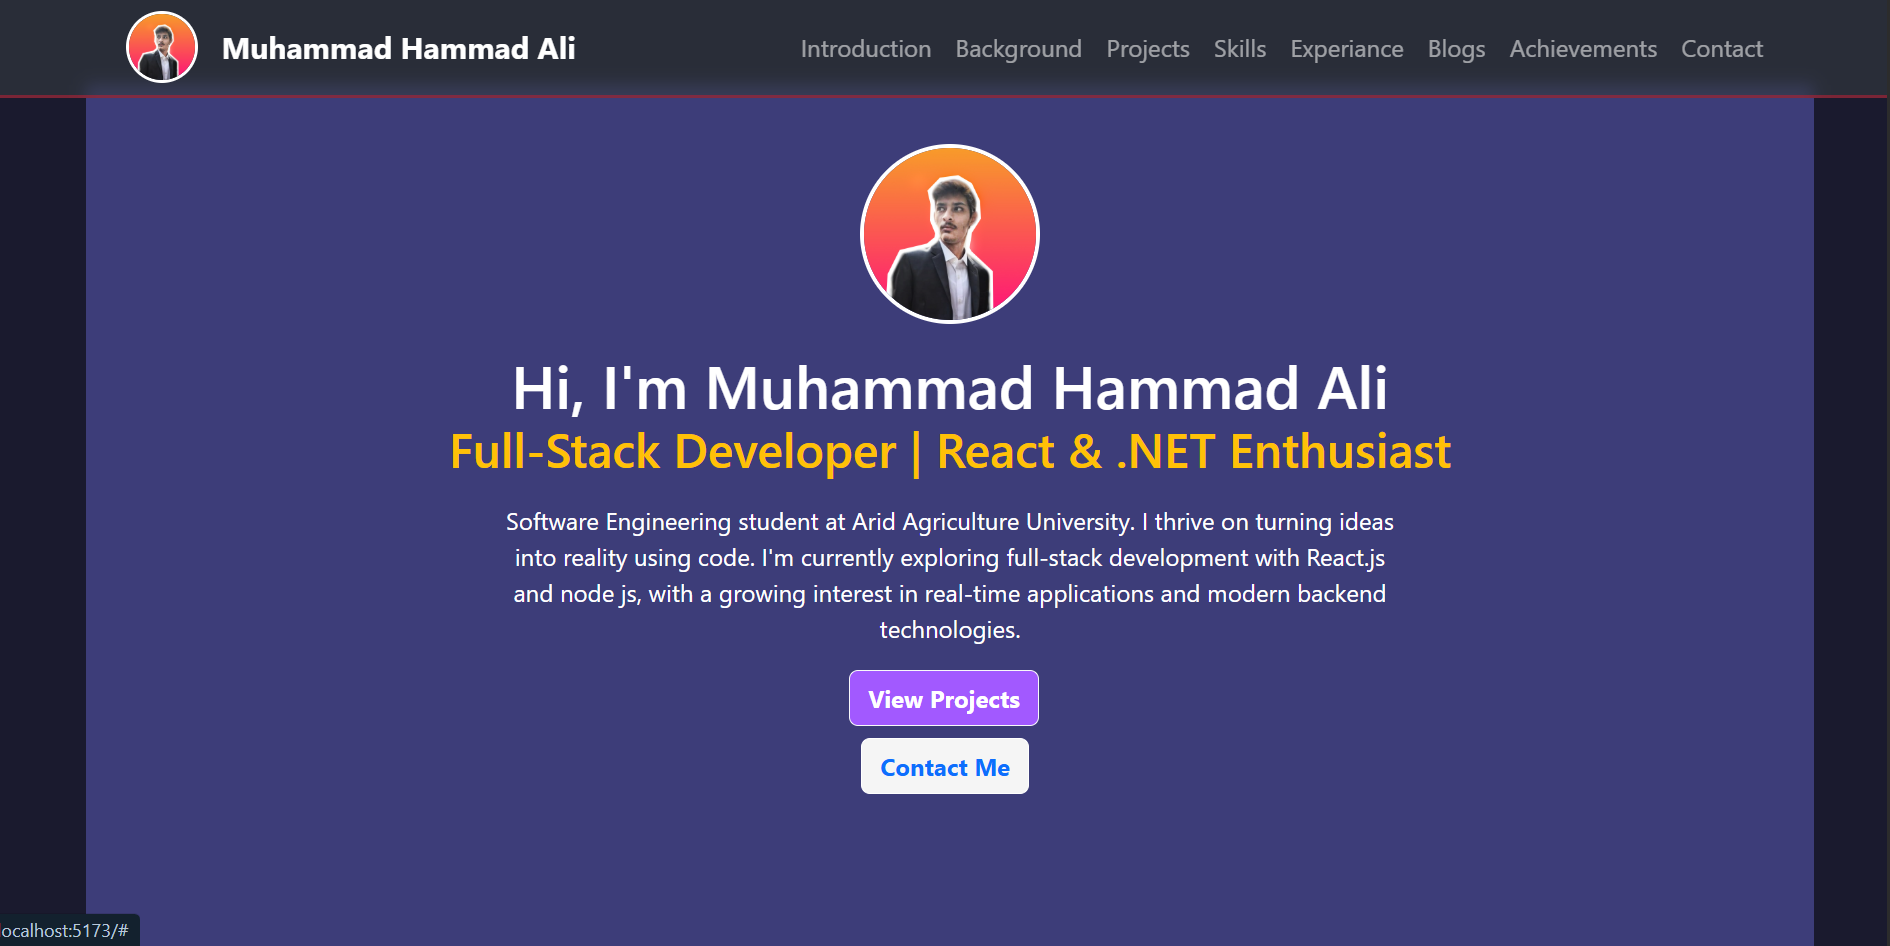 Muhammad Hammad Ali
Introduction Background Projects Skills Experiance Blogs Achievements Contact
Hi, I'm Muhammad Hammad Ali
Full-Stack Developer | React & .NET Enthusiast
Software Engineering student at Arid Agriculture University. I thrive on turning ideas
into reality using code. I'm currently exploring full-stack development with React.js
and node js, with a growing interest in real-time applications and modern backend
technologies.
View Projects
Contact Me
localhost:5173/#